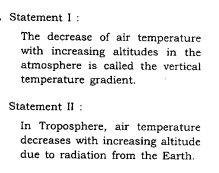 Statement I :
The decrease of air temperature
with increasing altitudes in the
atmosphere is called the vertical
temperature gradient.
Statement II :
In Troposphere, air temperature
decreases with increasing altitude
due to radiation from the Earth.